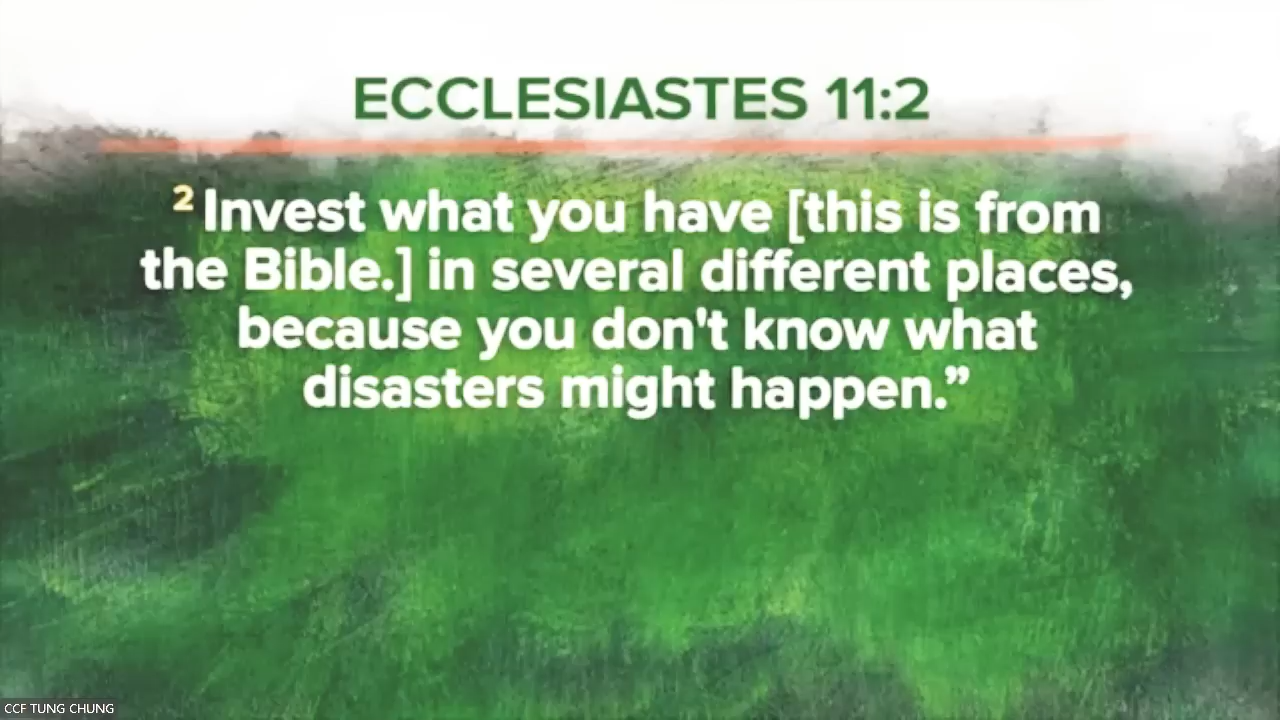 ECCLESIASTES 11:2
2 Invest what you have [this is from
the Bible.] in several different places,
because you don't know what
disasters might happen.”
CCF TUNG CHUNG